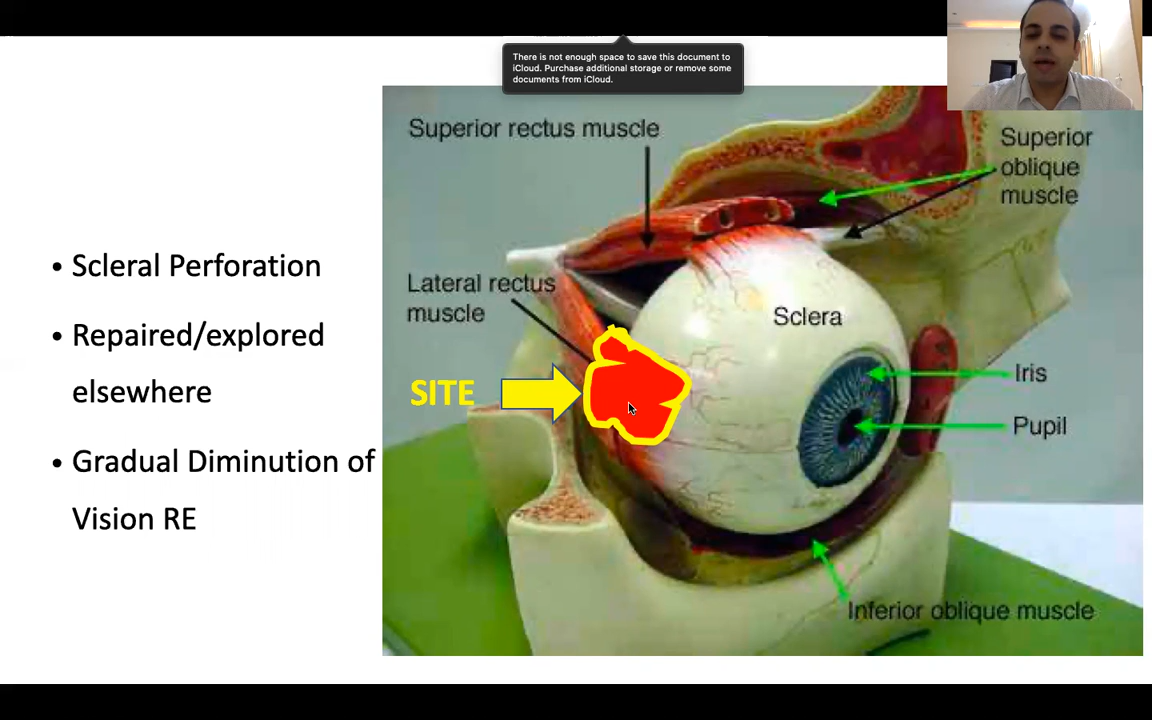 There is not enough space to save this document to
iCloud. Purchase additional storage or remove some
documents from iCloud.
Superior rectus muscle
Superior
oblique
muscle
• Scleral Perforation
Lateral rectus
muscle
Sclera
• Repaired/explored
elsewhere
SITE
Iris
Pupil
• Gradual Diminution of
Vision RE
Inferior oblique muscle